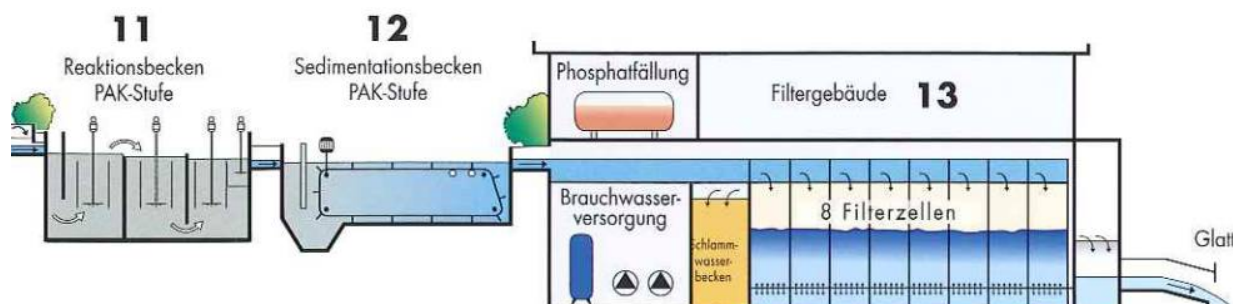 11
Reaktionsbecken
PAK-Stufe
12
Sedimentationsbecken
PAK-Stufe
Phosphatfällung
Filtergebäude 13
Brauchwasser-
versorgung
Schlamm-
wasser-
becken
8 Filterzellen
Glatt